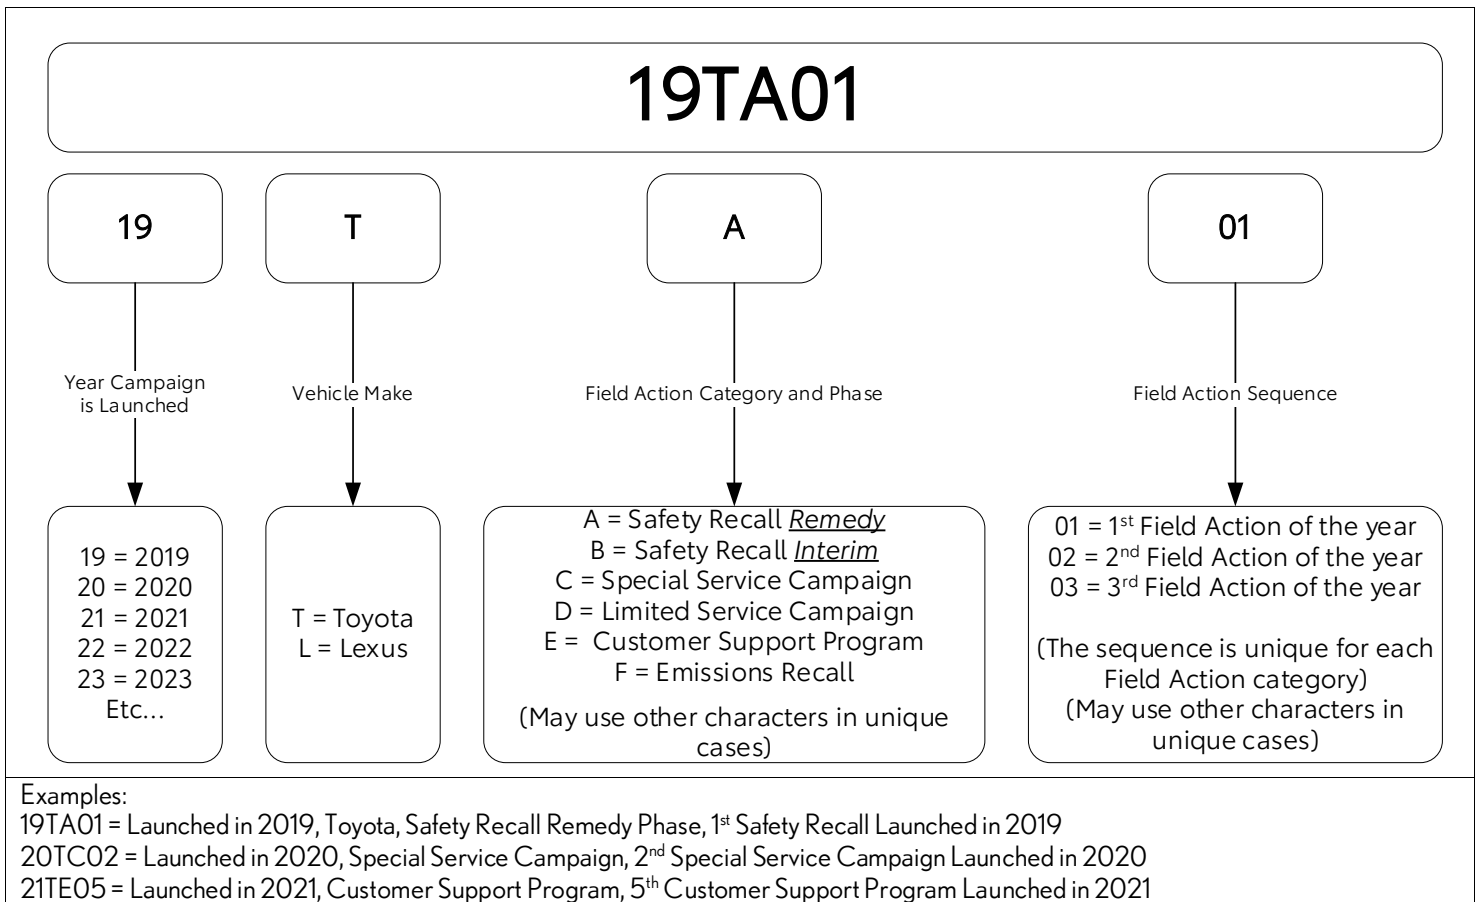 19TA01
19
T
A
01
Year Campaign
is Launched
Vehicle Make
Field Action Category and Phase
Field Action Sequence
19 = 2019
20 = 2020
21 = 2021
22 = 2022
23 = 2023
Etc...
T = Toyota
L = Lexus
A = Safety Recall Remedy
B = Safety Recall Interim
C = Special Service Campaign
D = Limited Service Campaign
E =  Customer Support Program
F = Emissions Recall
(May use other characters in unique
cases)
01 = 1st Field Action of the year
02 = 2nd Field Action of the year
03 = 3rd Field Action of the year
(The sequence is unique for each
Field Action category)
(May use other characters in
unique cases)
Examples:
19TA01 = Launched in 2019, Toyota, Safety Recall Remedy Phase, 1st Safety Recall Launched in 2019
20TC02 = Launched in 2020, Special Service Campaign, 2nd Special Service Campaign Launched in 2020
21TE05 = Launched in 2021, Customer Support Program, 5th Customer Support Program Launched in 2021